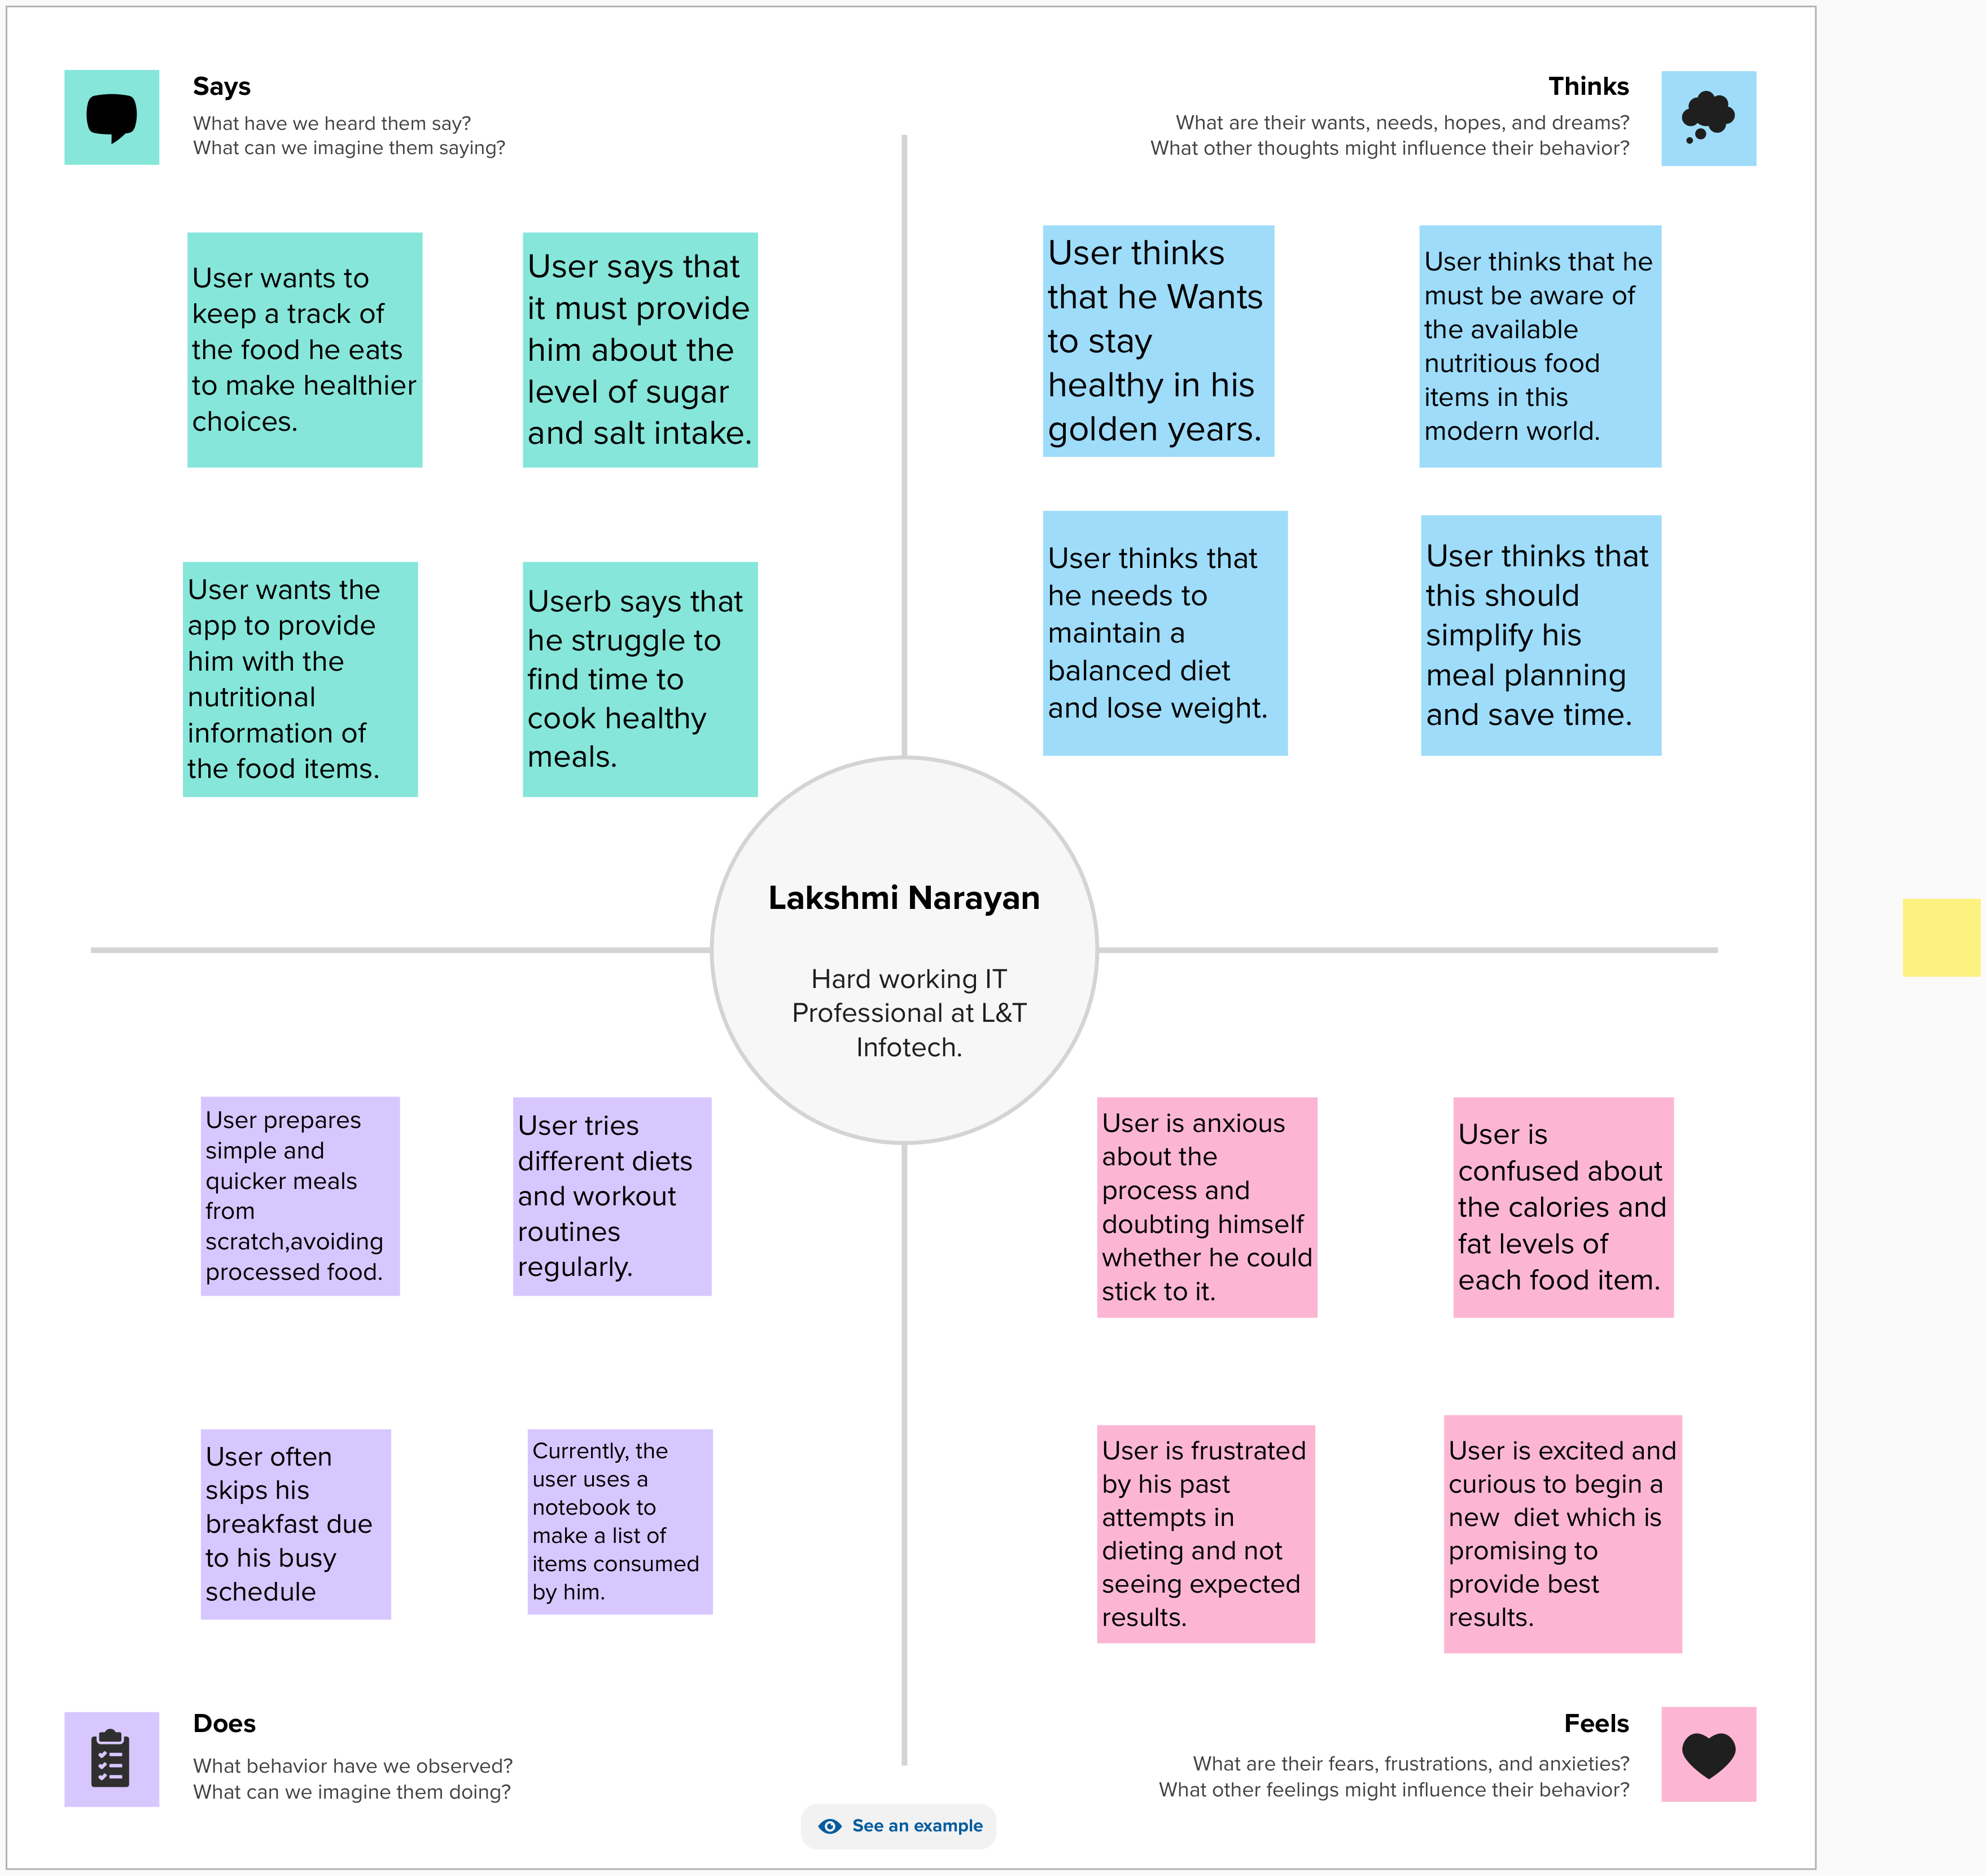 Says
What have we heard them say?
What can we imagine them saying?
Thinks
What are their wants, needs, hopes, and dreams?
What other thoughts might influence their behavior?
User wants to
keep a track of
the food he eats
to make healthier
choices.
User says that
it must provide
him about the
level of sugar
and salt intake.
User thinks
that he Wants
to stay
healthy in his
golden years.
User thinks that he
must be aware of
the available
nutritious food
items in this
modern world.
User wants the
app to provide
him with the
nutritional
information of
the food items.
Userb says that
he struggle to
find time to
cook healthy
meals.
User thinks that
he needs to
maintain a
balanced diet
and lose weight.
User thinks that
this should
simplify his
meal planning
and save time.
Lakshmi Narayan
Hard working IT
Professional at L&T
Infotech.
User prepares
simple and
quicker meals
from
scratch,avoiding
processed food.
User tries
different diets
and workout
routines
regularly.
User is anxious
about the
process and
doubting himself
whether he could
stick to it.
User is
confused about
the calories and
fat levels of
each food item.
User often
skips his
breakfast due
to his busy
schedule
Currently, the
user uses a
notebook to
make a list of
items consumed
by him.
User is frustrated
by his past
attempts in
dieting and not
seeing expected
results.
User is excited and
curious to begin a
new  diet which is
promising to
provide best
results.
Does
What behavior have we observed?
What can we imagine them doing?
Feels
What are their fears, frustrations, and anxieties?
What other feelings might influence their behavior?
See an example